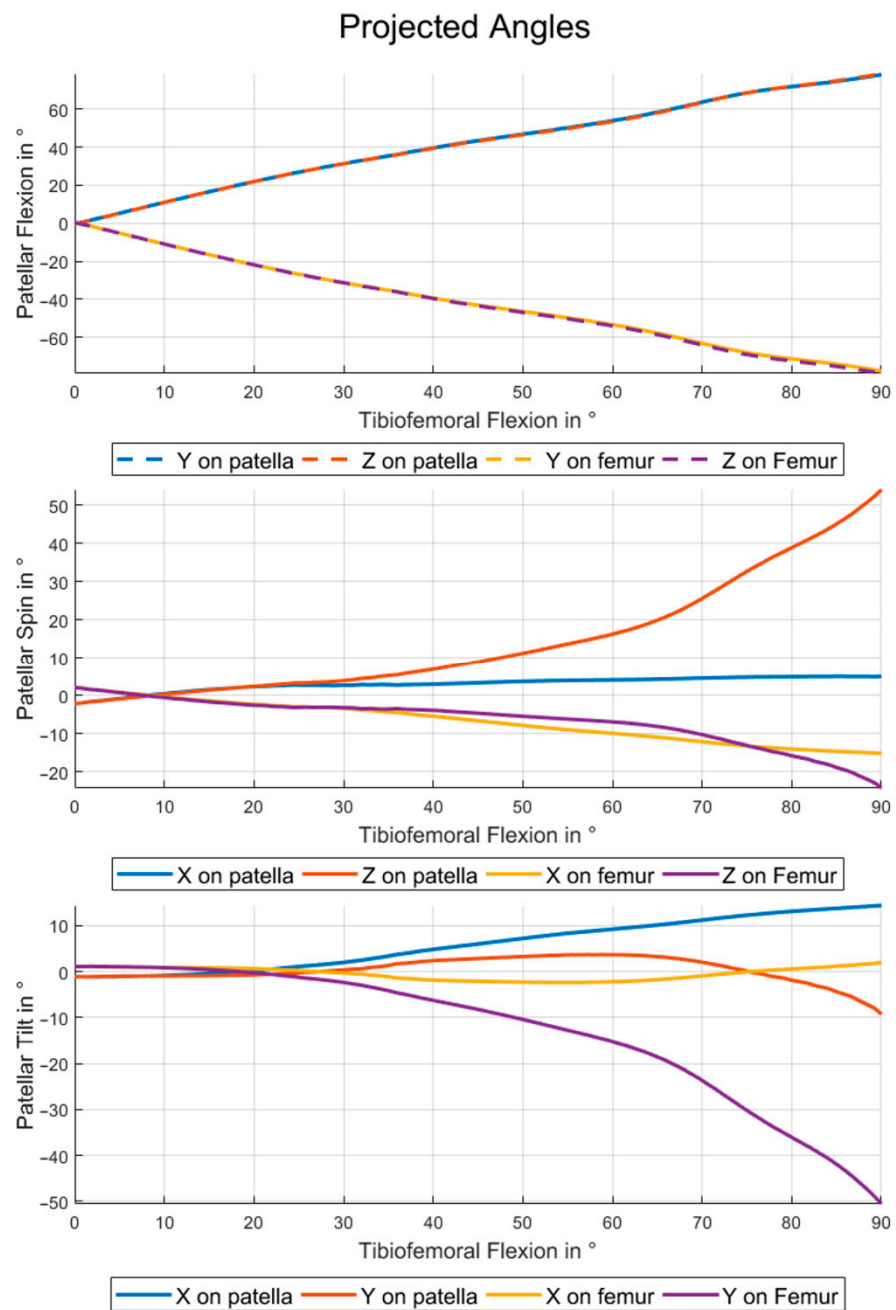 Projected Angles
Patellar Flexion in °
60
40
20
0
−20
−40
−60
0 10 20 30 40 50 60 70 80 90
Tibiofemoral Flexion in °
Y on patella Z on patella Y on femur Z on Femur
Patellar Spin in °
50
40
30
20
10
0
−10
−20
0 10 20 30 40 50 60 70 80 90
Tibiofemoral Flexion in °
X on patella Z on patella X on femur Z on Femur
Patellar Tilt in °
10
0
−10
−20
−30
−40
−50
0 10 20 30 40 50 60 70 80 90
Tibiofemoral Flexion in °
X on patella Y on patella X on femur Y on Femur